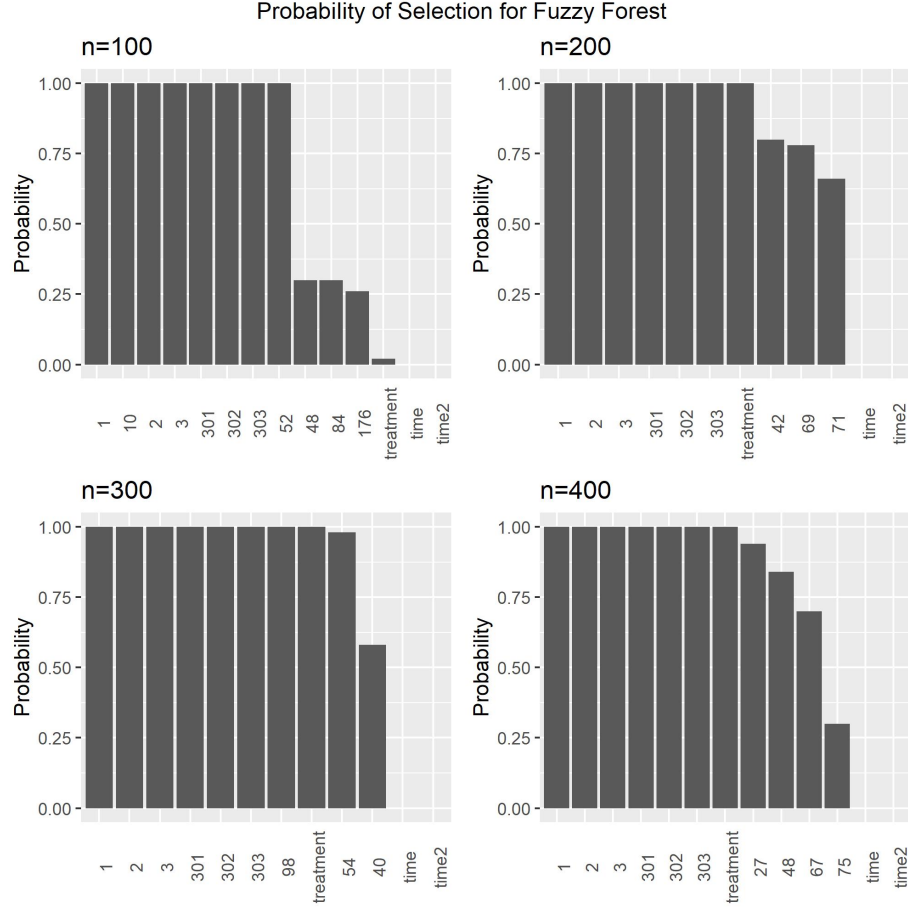 Probability of Selection for Fuzzy Forest
n=100
Probability
1.00
0.75
0.50
0.25
0.00
1 10 2 3 301 302 303 52 48 84 176 treatment time time2
n=200
Probability
1.00
0.75
0.50
0.25
0.00
1 2 3 301 302 303 treatment 42 69 71 time time2
n=300
Probability
1.00
0.75
0.50
0.25
0.00
1 2 3 301 302 303 98 treatment 54 40 time time2
n=400
Probability
1.00
0.75
0.50
0.25
0.00
1 2 3 301 302 303 treatment 27 48 67 75 time time2